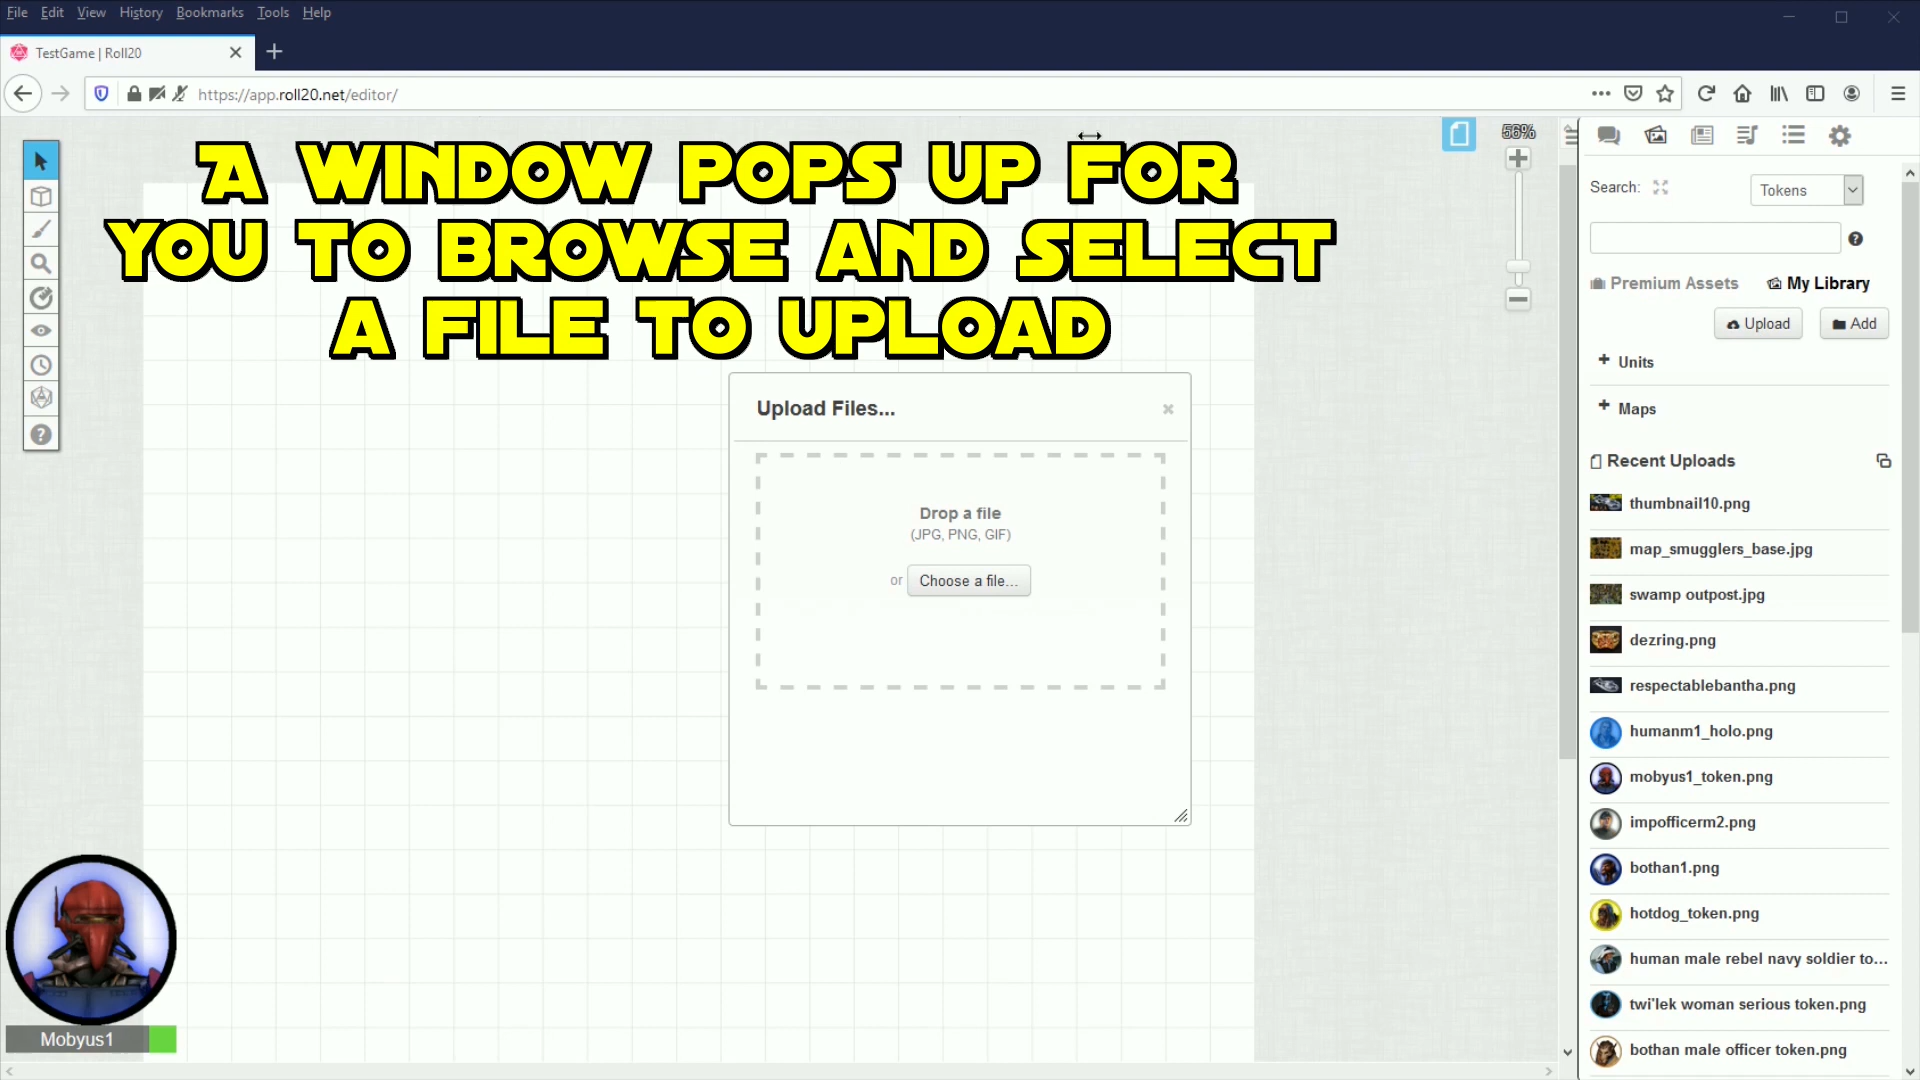 File Edit View History Bookmarks Tools Help
TestGame | Roll20
https://app.roll20.net/editor/
A WINDOW POPS UP FOR
YOU TO BROWSE AND SELECT
A FILE TO UPLOAD
56%
Search:
Tokens
Premium Assets
My Library
Upload
Add
Units
Maps
Recent Uploads
thumbnail10.png
map_smugglers_base.jpg
swamp outpost.jpg
dezring.png
respectablebantha.png
humanm1_holo.png
mobyus1_token.png
impofficerm2.png
bothan1.png
hotdog_token.png
human male rebel navy soldier to...
twi'lek woman serious token.png
bothan male officer token.png
Upload Files...
Drop a file
(JPG, PNG, GIF)
or Choose a file...
Mobyus1